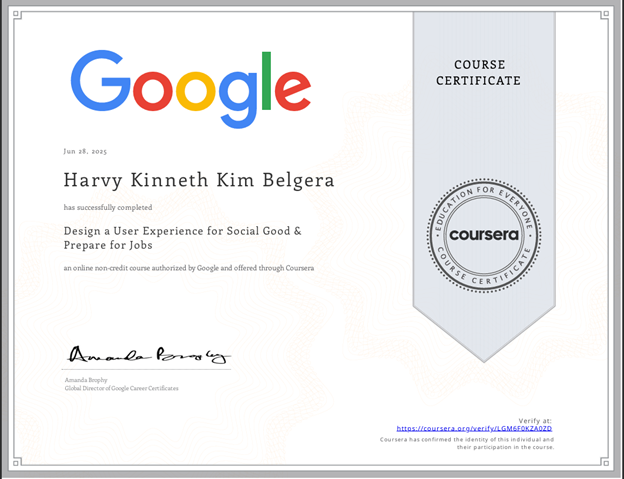 Google
COURSE
CERTIFICATE
Jun 28, 2025
Harvy Kinneth Kim Belgera
has successfully completed
Design a User Experience for Social Good &
Prepare for Jobs
an online non-credit course authorized by Google and offered through Coursera
EDUCATION FOR EVERYONE
coursera
COURSE CERTIFICATE
Amanda Brophy
Amanda Brophy
Global Director of Google Career Certificates
Verify at:
https://coursera.org/verify/LGM6F0KZA0ZD
Coursera has confirmed the identity of this individual and
their participation in the course.